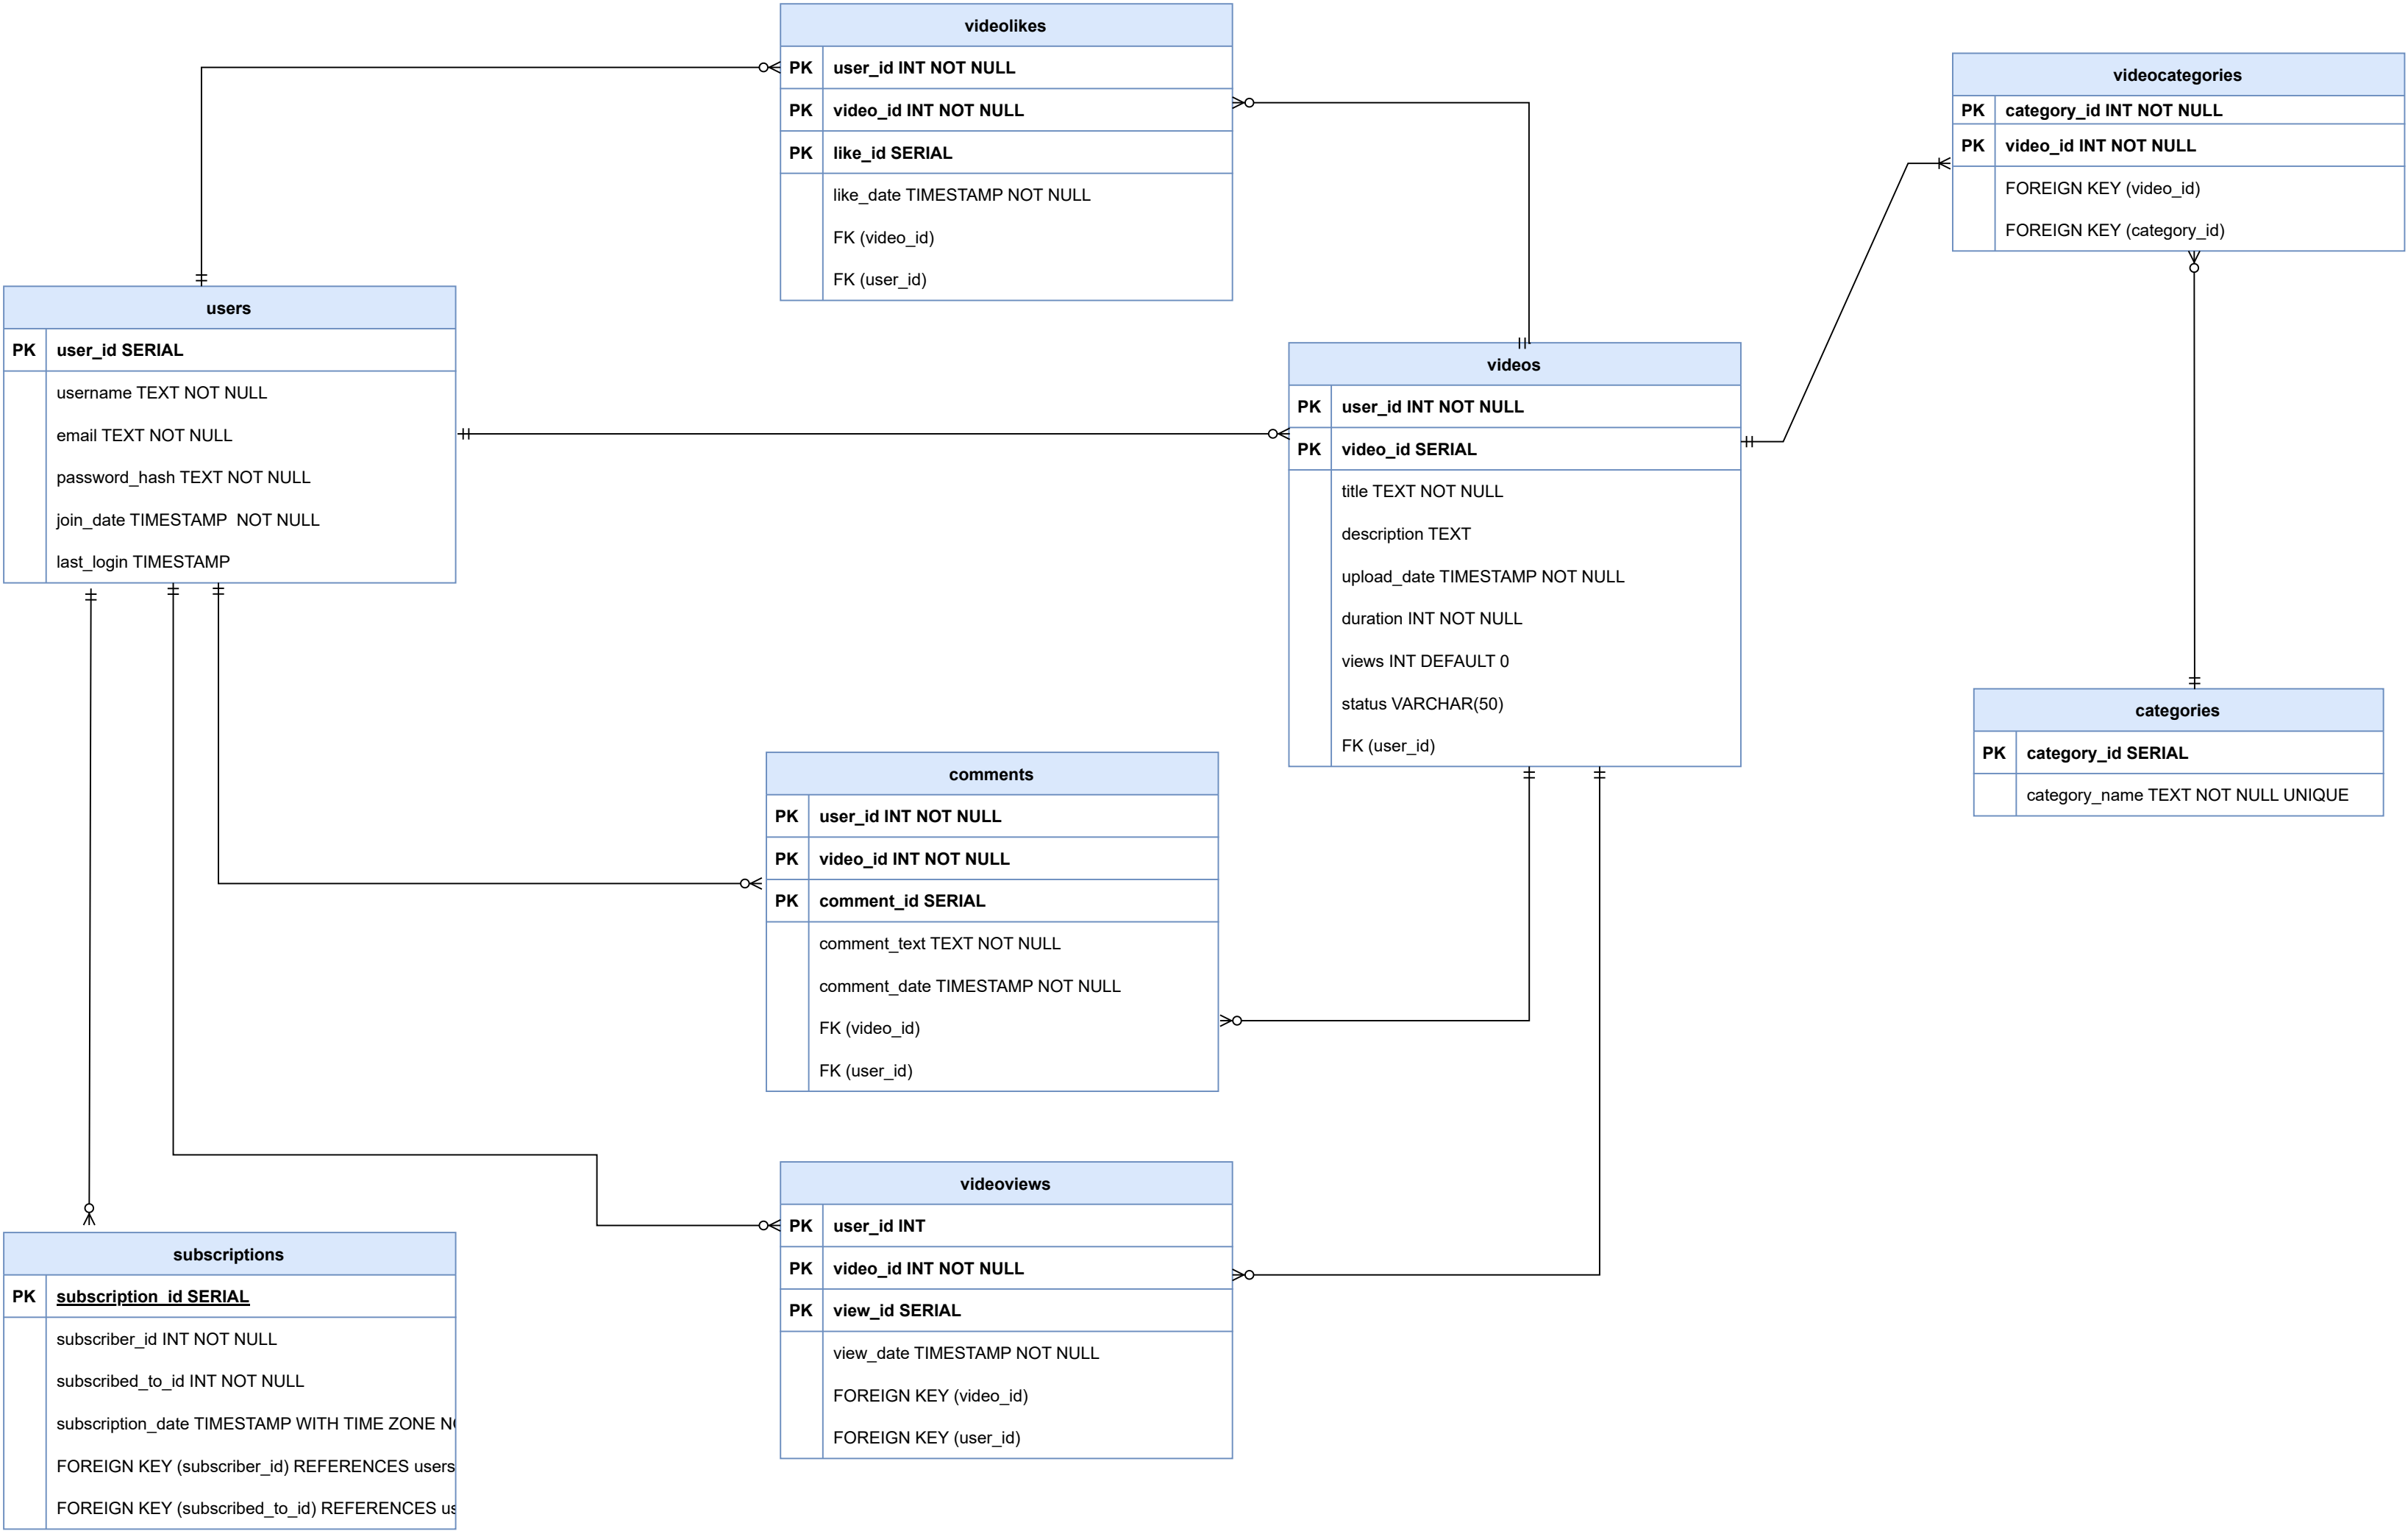 videolikes
PK user_id INT NOT NULL
PK video_id INT NOT NULL
PK like_id SERIAL
like_date TIMESTAMP NOT NULL
FK (video_id)
FK (user_id)
videocategories
PK category_id INT NOT NULL
PK video_id INT NOT NULL
FOREIGN KEY (video_id)
FOREIGN KEY (category_id)
users
PK user_id SERIAL
username TEXT NOT NULL
email TEXT NOT NULL
password_hash TEXT NOT NULL
join_date TIMESTAMP  NOT NULL
last_login TIMESTAMP
videos
PK user_id INT NOT NULL
PK video_id SERIAL
title TEXT NOT NULL
description TEXT
upload_date TIMESTAMP NOT NULL
duration INT NOT NULL
views INT DEFAULT 0
status VARCHAR(50)
FK (user_id)
categories
PK category_id SERIAL
category_name TEXT NOT NULL UNIQUE
comments
PK user_id INT NOT NULL
PK video_id INT NOT NULL
PK comment_id SERIAL
comment_text TEXT NOT NULL
comment_date TIMESTAMP NOT NULL
FK (video_id)
FK (user_id)
videoviews
PK user_id INT
PK video_id INT NOT NULL
PK view_id SERIAL
view_date TIMESTAMP NOT NULL
FOREIGN KEY (video_id)
FOREIGN KEY (user_id)
subscriptions
PK subscription_id SERIAL
subscriber_id INT NOT NULL
subscribed_to_id INT NOT NULL
subscription_date TIMESTAMP WITH TIME ZONE
FOREIGN KEY (subscriber_id) REFERENCES users
FOREIGN KEY (subscribed_to_id) REFERENCES